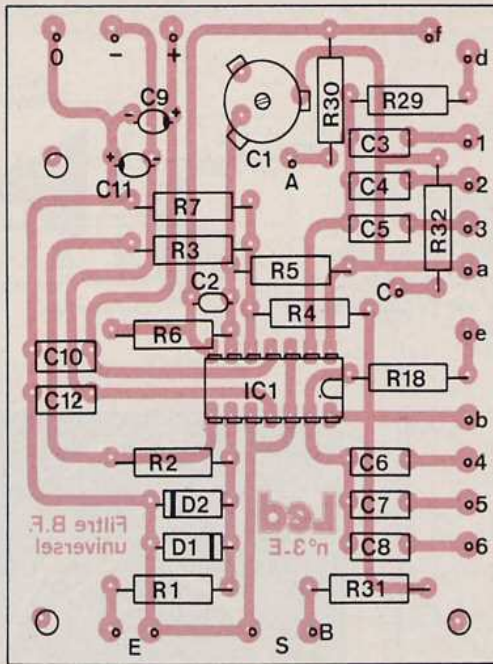 0 - + f
d
C9
R30
R29
- +
C1
C3 1
+ -
C11
A
C4 2
R7
R32
C5 3
R3
R5
a
C2
C
R4
R6
e
C10
IC1
R18
C12
b
R2
C6 4
D2
Filtre B.F.
universel
Led
n°3.E
C7 5
D1
C8 6
R1
R31
E S B